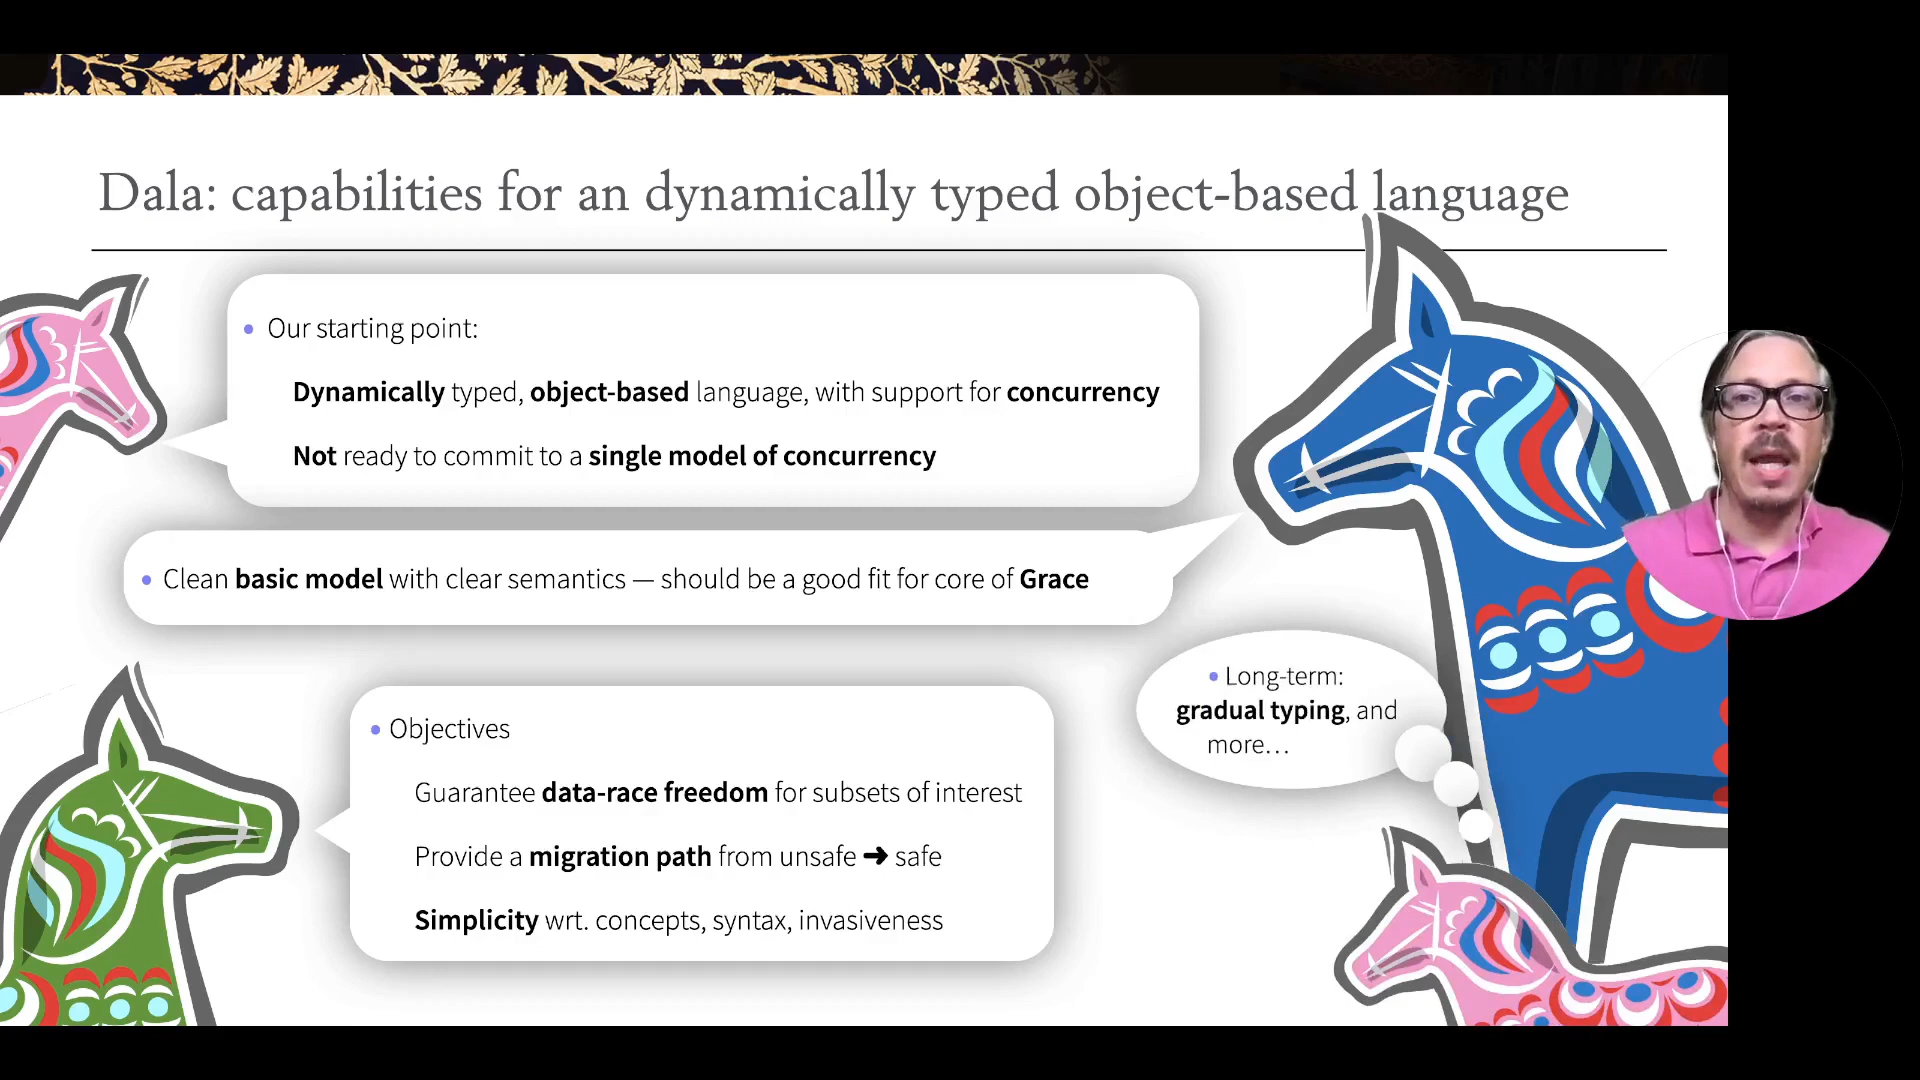 Dala: capabilities for an dynamically typed object-based language
• Our starting point:
Dynamically typed, object-based language, with support for concurrency
Not ready to commit to a single model of concurrency
• Clean basic model with clear semantics — should be a good fit for core of Grace
• Long-term:
gradual typing, and
more…
• Objectives
Guarantee data-race freedom for subsets of interest
Provide a migration path from unsafe ➜ safe
Simplicity wrt. concepts, syntax, invasiveness